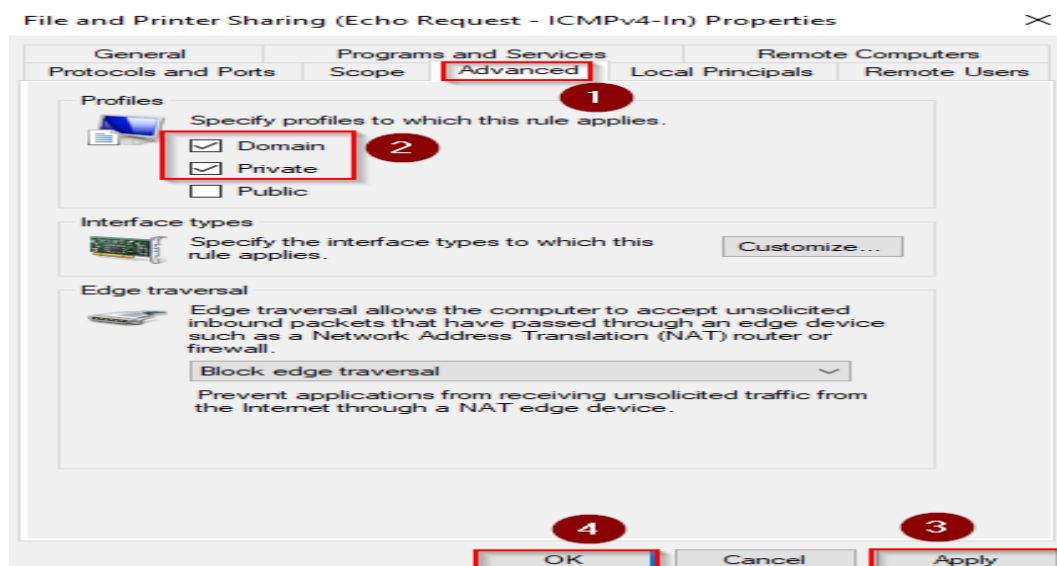 File and Printer Sharing (Echo Request - ICMPv4-In) Properties
General Programs and Services Remote Computers
Protocols and Ports Scope Advanced Local Principals Remote Users
1
Profiles
Specify profiles to which this rule applies.
Domain 2
Private
Public
Interface types
Specify the interface types to which this
rule applies.
Customize...
Edge traversal
Edge traversal allows the computer to accept unsolicited
inbound packets that have passed through an edge device
such as a Network Address Translation (NAT) router or
firewall.
Block edge traversal
Prevent applications from receiving unsolicited traffic from
the Internet through a NAT edge device.
4 3
OK Cancel Apply